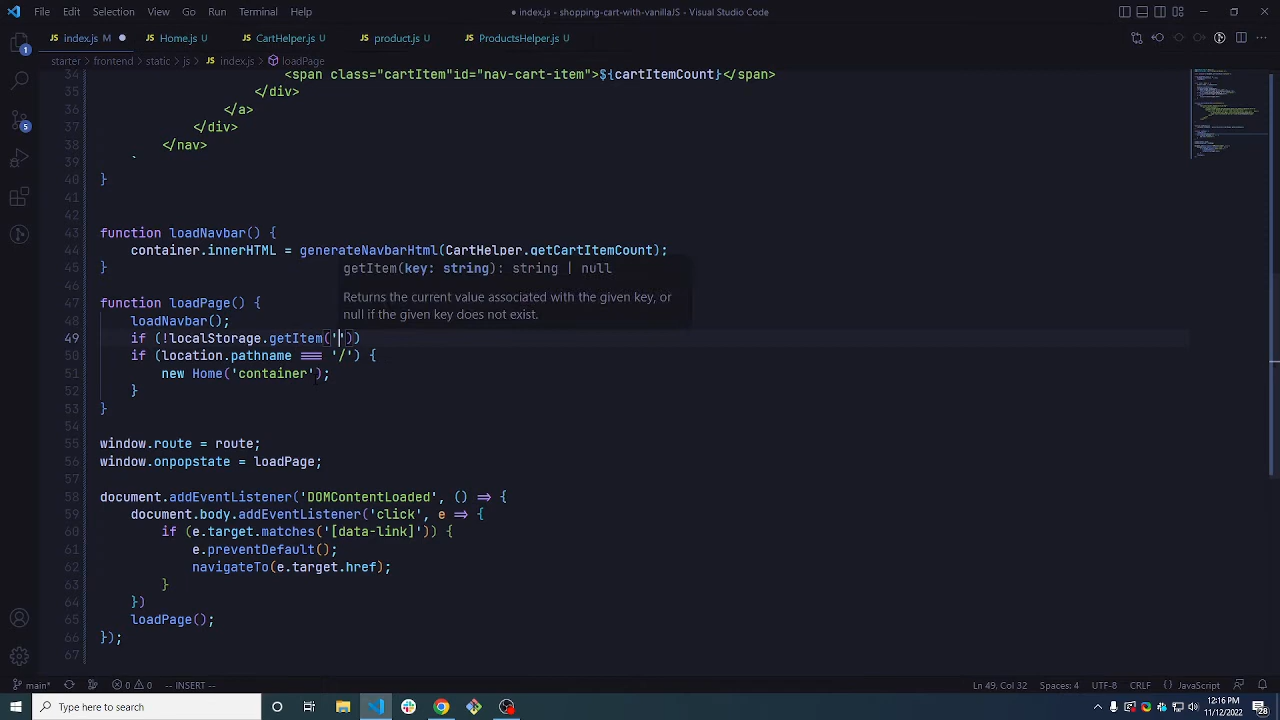 File Edit Selection View Go Run Terminal Help
● index.js - shopping-cart-with-vanillaJS - Visual Studio Code
index.js M ● Home.js U CartHelper.js U product.js U ProductsHelper.js U
starter > frontend > static > js > index.js > loadPage
34 <span class="cartItem"id="nav-cart-item">${cartItemCount}</span>
35 </div>
36 </a>
37 </div>
38 </nav>
39 `
40 }
41
42
43 function loadNavbar() {
44 container.innerHTML = generateNavbarHtml(CartHelper.getCartItemCount);
45 }
46
getItem(key: string): string | null
Returns the current value associated with the given key, or
null if the given key does not exist.
47 function loadPage() {
48 loadNavbar();
49 if (!localStorage.getItem(''))
50 if (location.pathname === '/') {
51 new Home('container');
52 }
53 }
54
55 window.route = route;
56 window.onpopstate = loadPage;
57
58 document.addEventListener('DOMContentLoaded', () => {
59 document.body.addEventListener('click', e => {
60 if (e.target.matches('[data-link]')) {
61 e.preventDefault();
62 navigateTo(e.target.href);
63 }
64 })
65 loadPage();
66 });
67
1
5
main* 0 0 -- INSERT -- Ln 49, Col 32 Spaces: 4 UTF-8 CRLF {} JavaScript
Type here to search
12:16 PM
11/12/2022
28